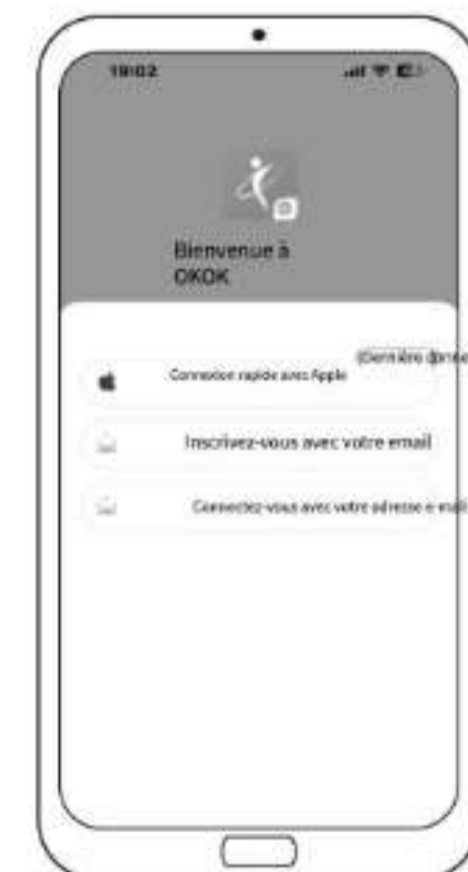 19:02
Bienvenue à
OKOK
(Dernière
Connexion rapide avec Apple
Inscrivez-vous avec votre email
Connectez-vous avec votre adresse e-mail